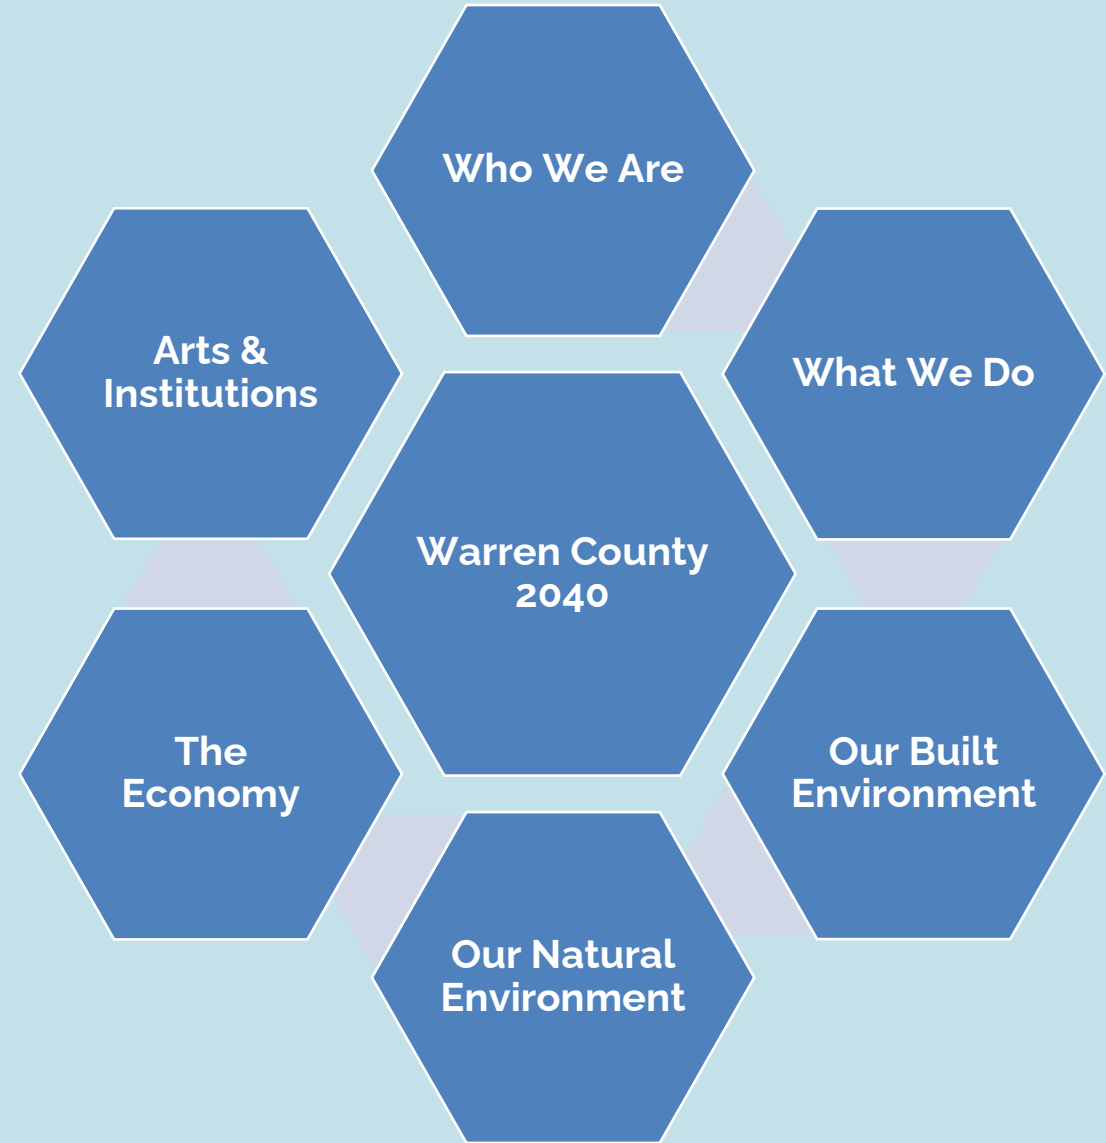 Who We Are
What We Do
Arts &
Institutions
Warren County
2040
Our Built
Environment
The
Economy
Our Natural
Environment